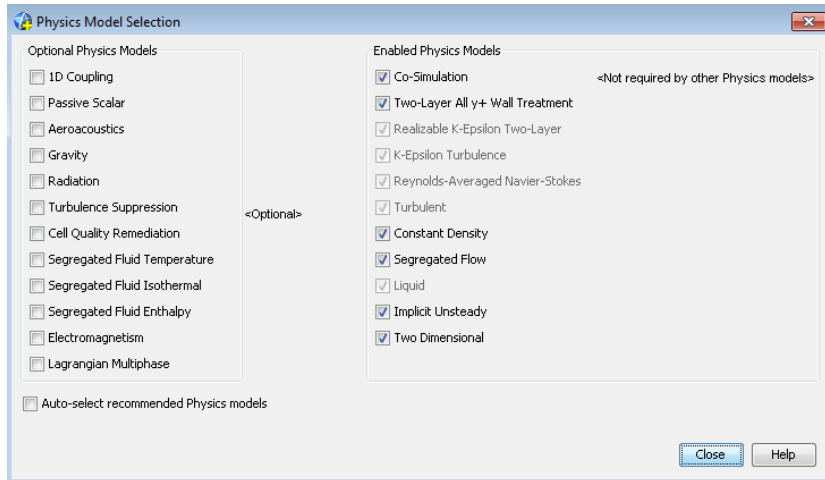 Physics Model Selection
Optional Physics Models
1D Coupling
Passive Scalar
Aeroacoustics
Gravity
Radiation
Turbulence Suppression
Cell Quality Remediation
Segregated Fluid Temperature
Segregated Fluid Isothermal
Segregated Fluid Enthalpy
Electromagnetism
Lagrangian Multiphase
<Optional>
Enabled Physics Models
Co-Simulation
<Not required by other Physics models>
Two-Layer All y+ Wall Treatment
Realizable K-Epsilon Two-Layer
K-Epsilon Turbulence
Reynolds-Averaged Navier-Stokes
Turbulent
Constant Density
Segregated Flow
Liquid
Implicit Unsteady
Two Dimensional
Auto-select recommended Physics models
Close
Help